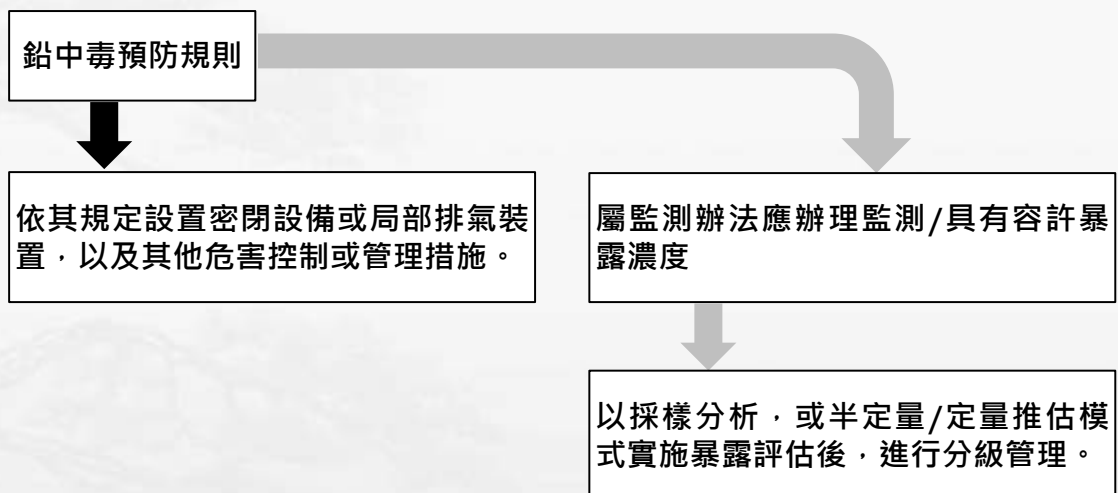 鉛中毒預防規則
依其規定設置密閉設備或局部排氣裝
置，以及其他危害控制或管理措施。
屬監測辦法應辦理監測/具有容許暴
露濃度
以採樣分析，或半定量/定量推估模
式實施暴露評估後，進行分級管理。